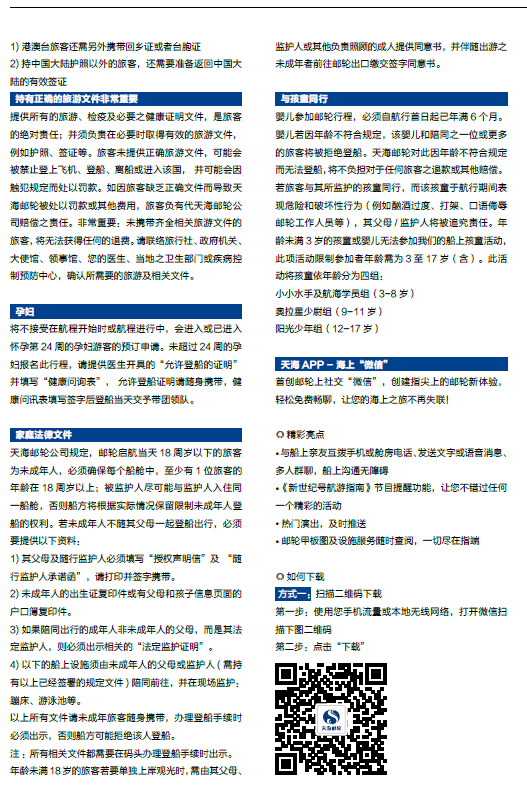 1) 港澳台旅客还需另外携带回乡证或者台胞证
2) 持中国大陆护照以外的旅客，还需要准备返回中国大
陆的有效签证
持有正确的旅游文件非常重要
提供所有的旅游、检疫及必要之健康证明文件，是旅客
的绝对责任；并须负责在必要时取得有效的旅游文件，
例如护照、签证等。旅客未提供正确旅游文件，可能会
被禁止登上飞机、登船、离船或进入该国， 并可能会因
触犯规定而处以罚款。如因旅客缺乏正确文件而导致天
海邮轮被处以罚款或其他费用，旅客负有代天海邮轮公
司赔偿之责任。非常重要：未携带齐全相关旅游文件的
旅客，将无法获得任何的退费。请联络旅行社、政府机关、
大使馆、领事馆、您的医生、当地之卫生部门或疾病控
制预防中心，确认所需要的旅游及相关文件。
孕妇
将不接受在航程开始时或航程进行中，会进入或已进入
怀孕第 24 周的孕妇游客的预订申请。未超过 24 周的孕
妇报名此行程，请提供医生开具的“允许登船的证明”
并填写“健康问询表”， 允许登船证明请随身携带，健
康问讯表填写签字后登船当天交予带团领队。
家庭法律文件
天海邮轮公司规定，邮轮启航当天 18 周岁以下的旅客
为未成年人，必须确保每个船舱中，至少有 1 位旅客的
年龄在 18 周岁以上；被监护人尽可能与监护人入住同
一船舱，否则船方将根据实际情况保留限制未成年人登
船的权利。若未成年人不随其父母一起登船出行，必须
要提供以下资料：
1) 其父母及随行监护人必须填写“授权声明信”及 “随
行监护人承诺函”，请打印并签字携带。
2) 未成年人的出生证复印件或有父母和孩子信息页面的
户口簿复印件。
3) 如果陪同出行的成年人非未成年人的父母，而是其法
定监护人，则必须出示相关的“法定监护证明”。
4) 以下的船上设施须由未成年人的父母或监护人 ( 需持
有以上已经签署的规定文件 ) 陪同前往，并在现场监护：
蹦床、游泳池等。
以上所有文件请未成年旅客随身携带，办理登船手续时
必须出示，否则船方可能拒绝该人登船。
注 ：所有相关文件都需要在码头办理登船手续时出示。
年龄未满 18岁的旅客若要单独上岸观光时，需由其父母、
监护人或其他负责照顾的成人提供同意书，并伴随出游之
未成年者前往邮轮出口缴交签字同意书。
与孩童同行
婴儿参加邮轮行程，必须自航行首日起已年满 6 个月。
婴儿若因年龄不符合规定，该婴儿和陪同之一位或更多
的旅客将被拒绝登船。天海邮轮对此因年龄不符合规定
而无法登船，将不负担对于任何旅客之退款或其他赔偿。
若旅客与其所监护的孩童同行，而该孩童于航行期间表
现危险和破坏性行为（例如酗酒过度、打架、口语侮辱
邮轮工作人员等），其父母 / 监护人将被追究责任。年
龄未满 3 岁的孩童或婴儿无法参加我们的船上孩童活动，
此项活动限制参加者年龄需为 3 至 17 岁（含）。此活
动将孩童依年龄分为四组：
小小水手及航海学员组（3-8 岁）
奥拉星少尉组（9-11 岁）
阳光少年组（12-17 岁）
天海 APP - 海上“微信”
首创邮轮上社交“微信”，创建指尖上的邮轮新体验，
轻松免费畅聊，让您的海上之旅不再失联！
◎ 精彩亮点
• 与船上亲友互拨手机或舱房电话、发送文字或语音消息、
多人群聊，船上沟通无障碍
•《新世纪号航游指南》节目提醒功能，让您不错过任何
一个精彩的活动
• 热门演出，及时推送
• 邮轮甲板图及设施服务随时查阅，一切尽在指端
◎ 如何下载
方式一：扫描二维码下载
第一步：使用您手机流量或本地无线网络，打开微信扫
描下图二维码
第二步：点击“下载”
天海邮轮